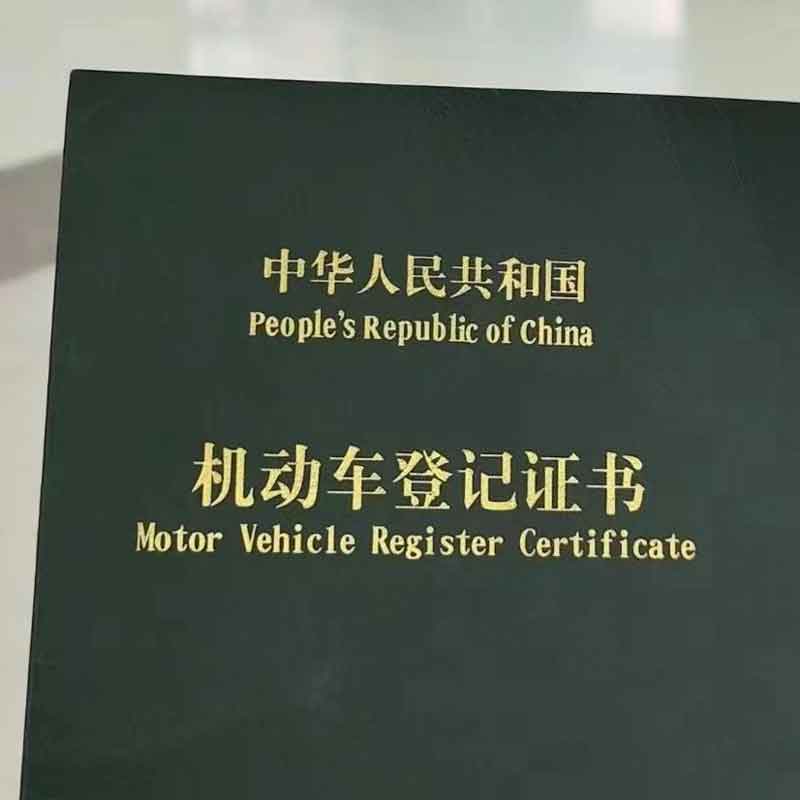 中华人民共和国
People's Republic of China
机动车登记证书
Motor Vehicle Register Certificate